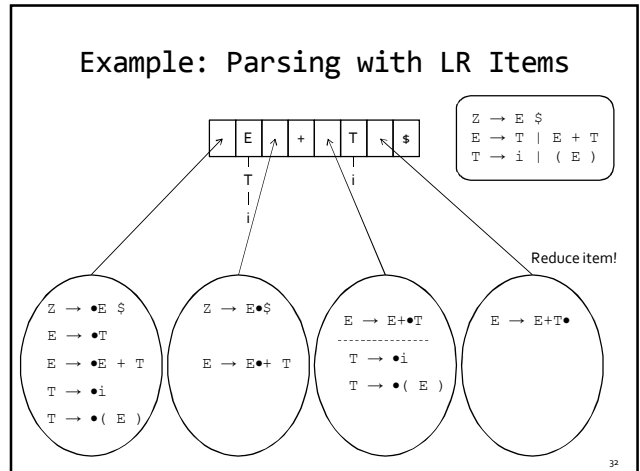 Example: Parsing with LR Items
E + T $
T i
i
Z → E $
E → T | E + T
T → i | ( E )
Reduce item!
Z → •E $
E → •T
E → •E + T
T → •i
T → •( E )
Z → E•$
E → E•+ T
E → E+•T
T → •i
T → •( E )
E → E+T•
32